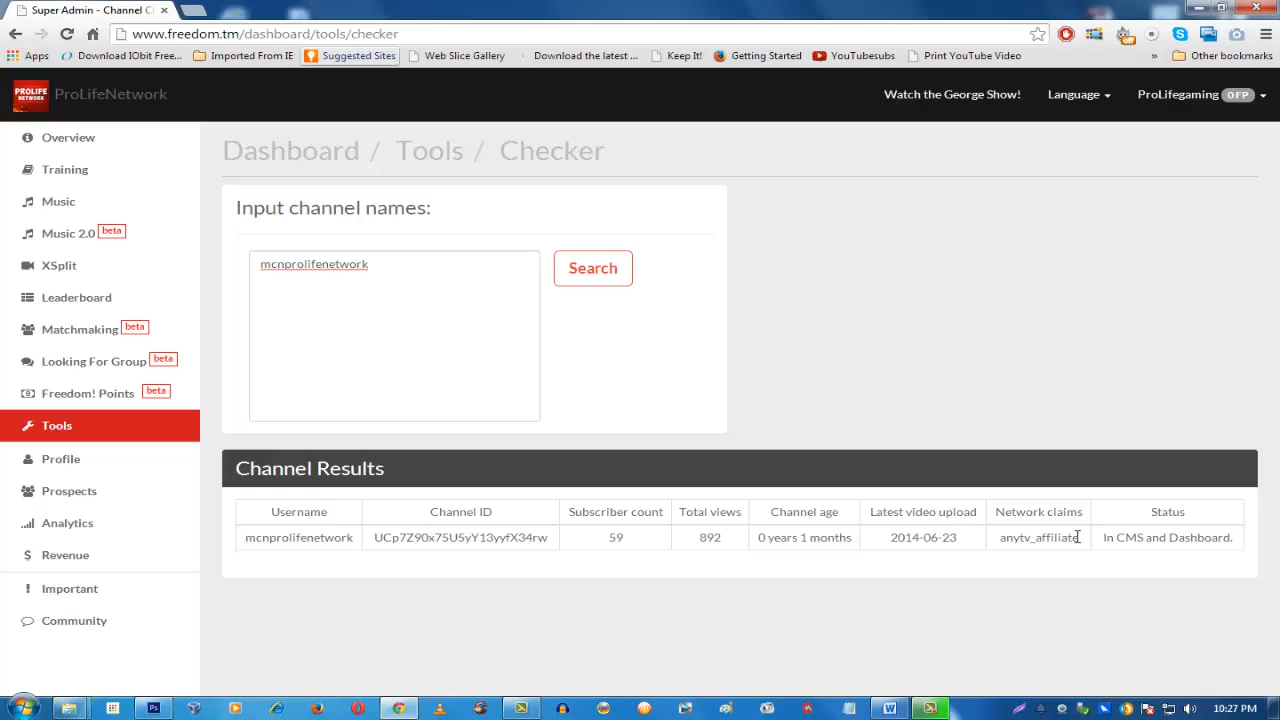 Super Admin - Channel C
www.freedom.tm/dashboard/tools/checker
Apps Download IObit Free... Imported From IE Suggested Sites Web Slice Gallery Download the latest ... Keep It! Getting Started YouTubesubs Print YouTube Video » Other bookmarks
PROLIFE NETWORK ProLifeNetwork Watch the George Show! Language ProLifegaming OFP
Overview
Training
Music
Music 2.0 beta
XSplit
Leaderboard
Matchmaking beta
Looking For Group beta
Freedom! Points beta
Tools
Profile
Prospects
Analytics
Revenue
Important
Community
Dashboard / Tools / Checker
Input channel names:
mcnprolifenetwork
Search
Channel Results
Username Channel ID Subscriber count Total views Channel age Latest video upload Network claims Status
mcnprolifenetwork UCp7Z90x75U5yY13yyfX34rw 59 892 0 years 1 months 2014-06-23 anytv_affiliate In CMS and Dashboard.
10:27 PM